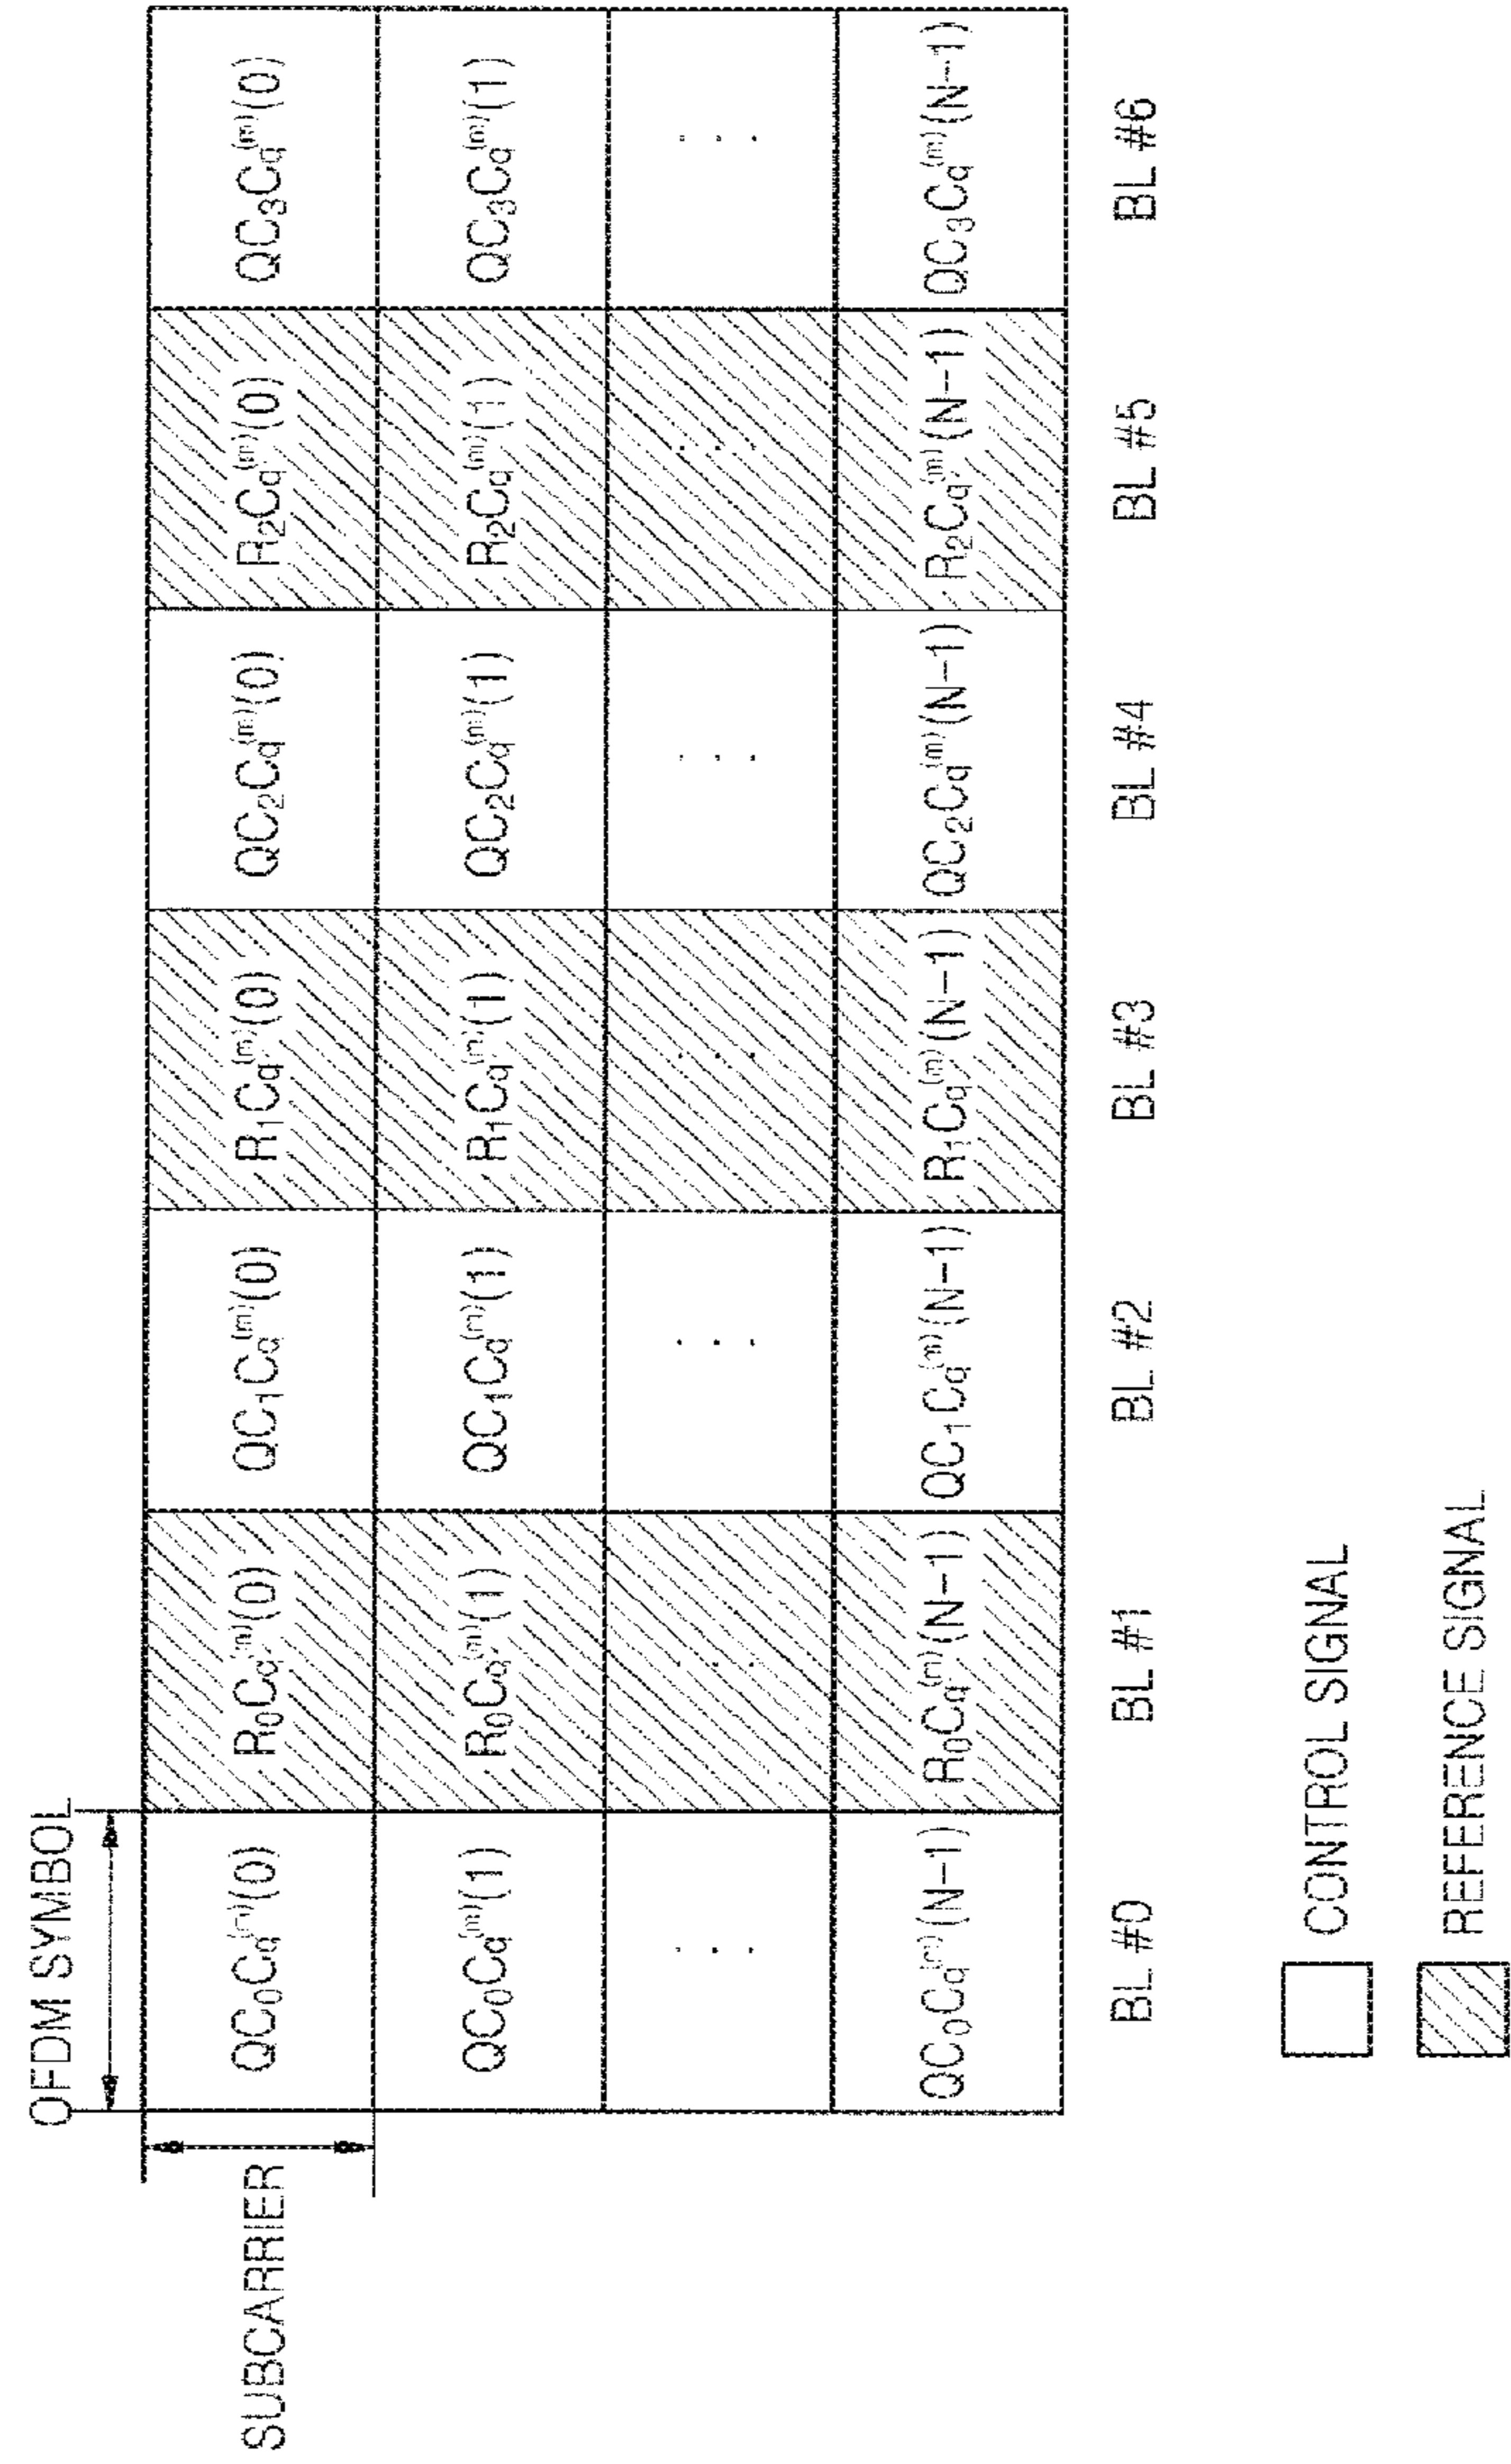 OFDM SYMBOL
SUBCARRIER
QC₀Cq⁽ᵐ⁾(0) R₀Cq⁽ᵐ⁾(0) QC₁Cq⁽ᵐ⁾(0) R₁Cq⁽ᵐ⁾(0) QC₂Cq⁽ᵐ⁾(0) R₂Cq⁽ᵐ⁾(0) QC₃Cq⁽ᵐ⁾(0)
QC₀Cq⁽ᵐ⁾(1) R₀Cq⁽ᵐ⁾(1) QC₁Cq⁽ᵐ⁾(1) R₁Cq⁽ᵐ⁾(1) QC₂Cq⁽ᵐ⁾(1) R₂Cq⁽ᵐ⁾(1) QC₃Cq⁽ᵐ⁾(1)
... ... ... ... ... ... ...
QC₀Cq⁽ᵐ⁾(N-1) R₀Cq⁽ᵐ⁾(N-1) QC₁Cq⁽ᵐ⁾(N-1) R₁Cq⁽ᵐ⁾(N-1) QC₂Cq⁽ᵐ⁾(N-1) R₂Cq⁽ᵐ⁾(N-1) QC₃Cq⁽ᵐ⁾(N-1)
BL #0 BL #1 BL #2 BL #3 BL #4 BL #5 BL #6
CONTROL SIGNAL
REFERENCE SIGNAL